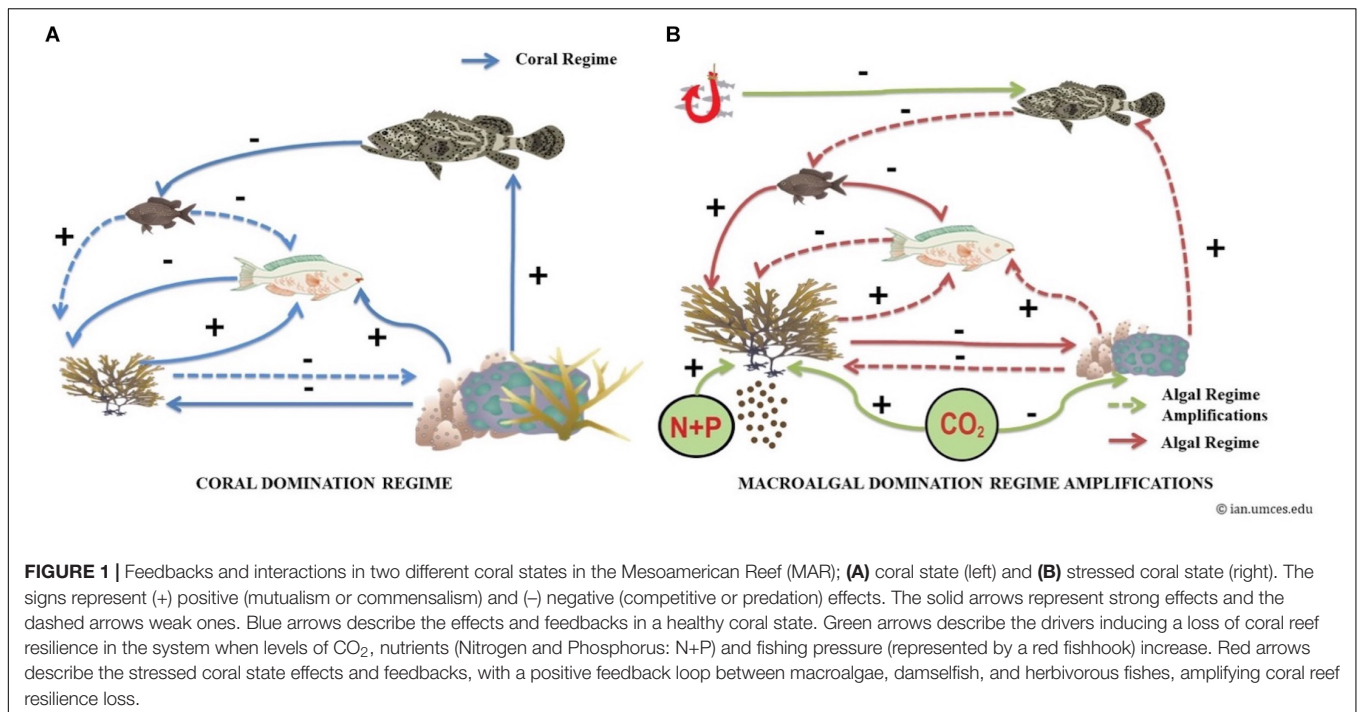 A
Coral Regime
-
-
+
-
+
+
+
-
-
CORAL DOMINATION REGIME
B
-
-
-
+
-
+
+
+
-
-
+
+
-
N+P
CO₂
Algal Regime
Amplifications
Algal Regime
MACROALGAL DOMINATION REGIME AMPLIFICATIONS
© ian.umces.edu
FIGURE 1 | Feedbacks and interactions in two different coral states in the Mesoamerican Reef (MAR); (A) coral state (left) and (B) stressed coral state (right). The
signs represent (+) positive (mutualism or commensalism) and (–) negative (competitive or predation) effects. The solid arrows represent strong effects and the
dashed arrows weak ones. Blue arrows describe the effects and feedbacks in a healthy coral state. Green arrows describe the drivers inducing a loss of coral reef
resilience in the system when levels of CO₂, nutrients (Nitrogen and Phosphorus: N+P) and fishing pressure (represented by a red fishhook) increase. Red arrows
describe the stressed coral state effects and feedbacks, with a positive feedback loop between macroalgae, damselfish, and herbivorous fishes, amplifying coral reef
resilience loss.